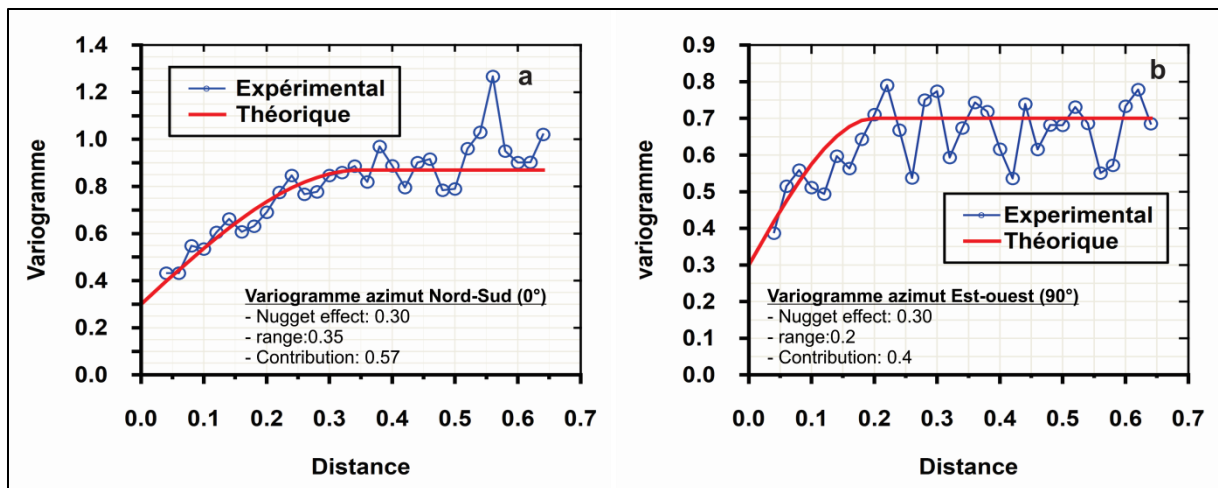 1.4
1.2
1.0
0.8
0.6
0.4
0.2
0.0
Variogramme
a
Expérimental
Théorique
Variogramme azimut Nord-Sud (0°)
- Nugget effect: 0.30
- range:0.35
- Contribution: 0.57
0.0 0.1 0.2 0.3 0.4 0.5 0.6 0.7
Distance
0.9
0.8
0.7
0.6
0.5
0.4
0.3
0.2
0.1
0.0
variogramme
b
Experimental
Théorique
Variogramme azimut Est-ouest (90°)
- Nugget effect: 0.30
- range:0.2
- Contribution: 0.4
0.0 0.1 0.2 0.3 0.4 0.5 0.6 0.7
Distance